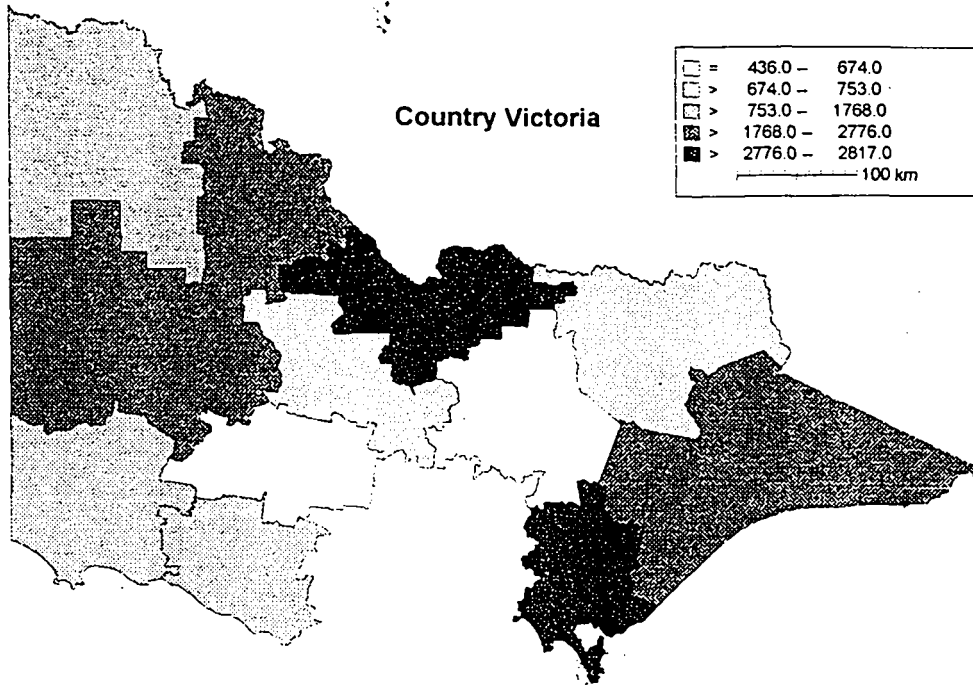 Country Victoria
= 436.0 – 674.0
> 674.0 – 753.0
> 753.0 – 1768.0
> 1768.0 – 2776.0
> 2776.0 – 2817.0
100 km